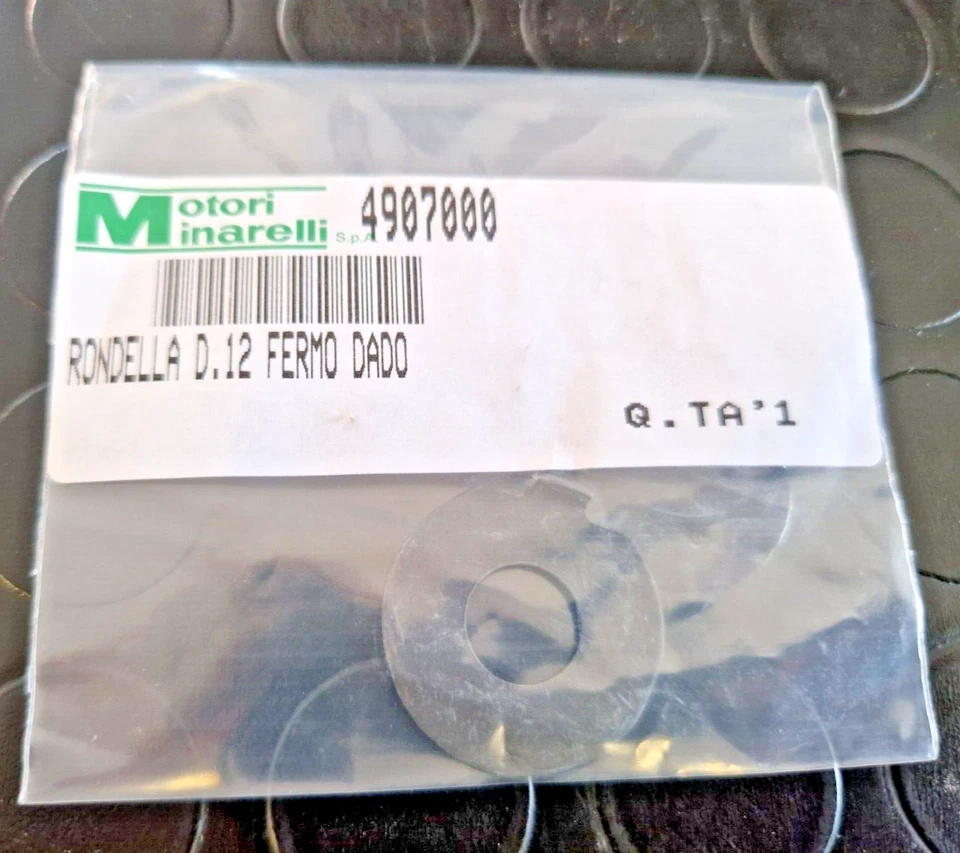 Motori
Minarelli S.p.A. 4907000
RONDELLA D.12 FERMO DADO
Q.TA'1